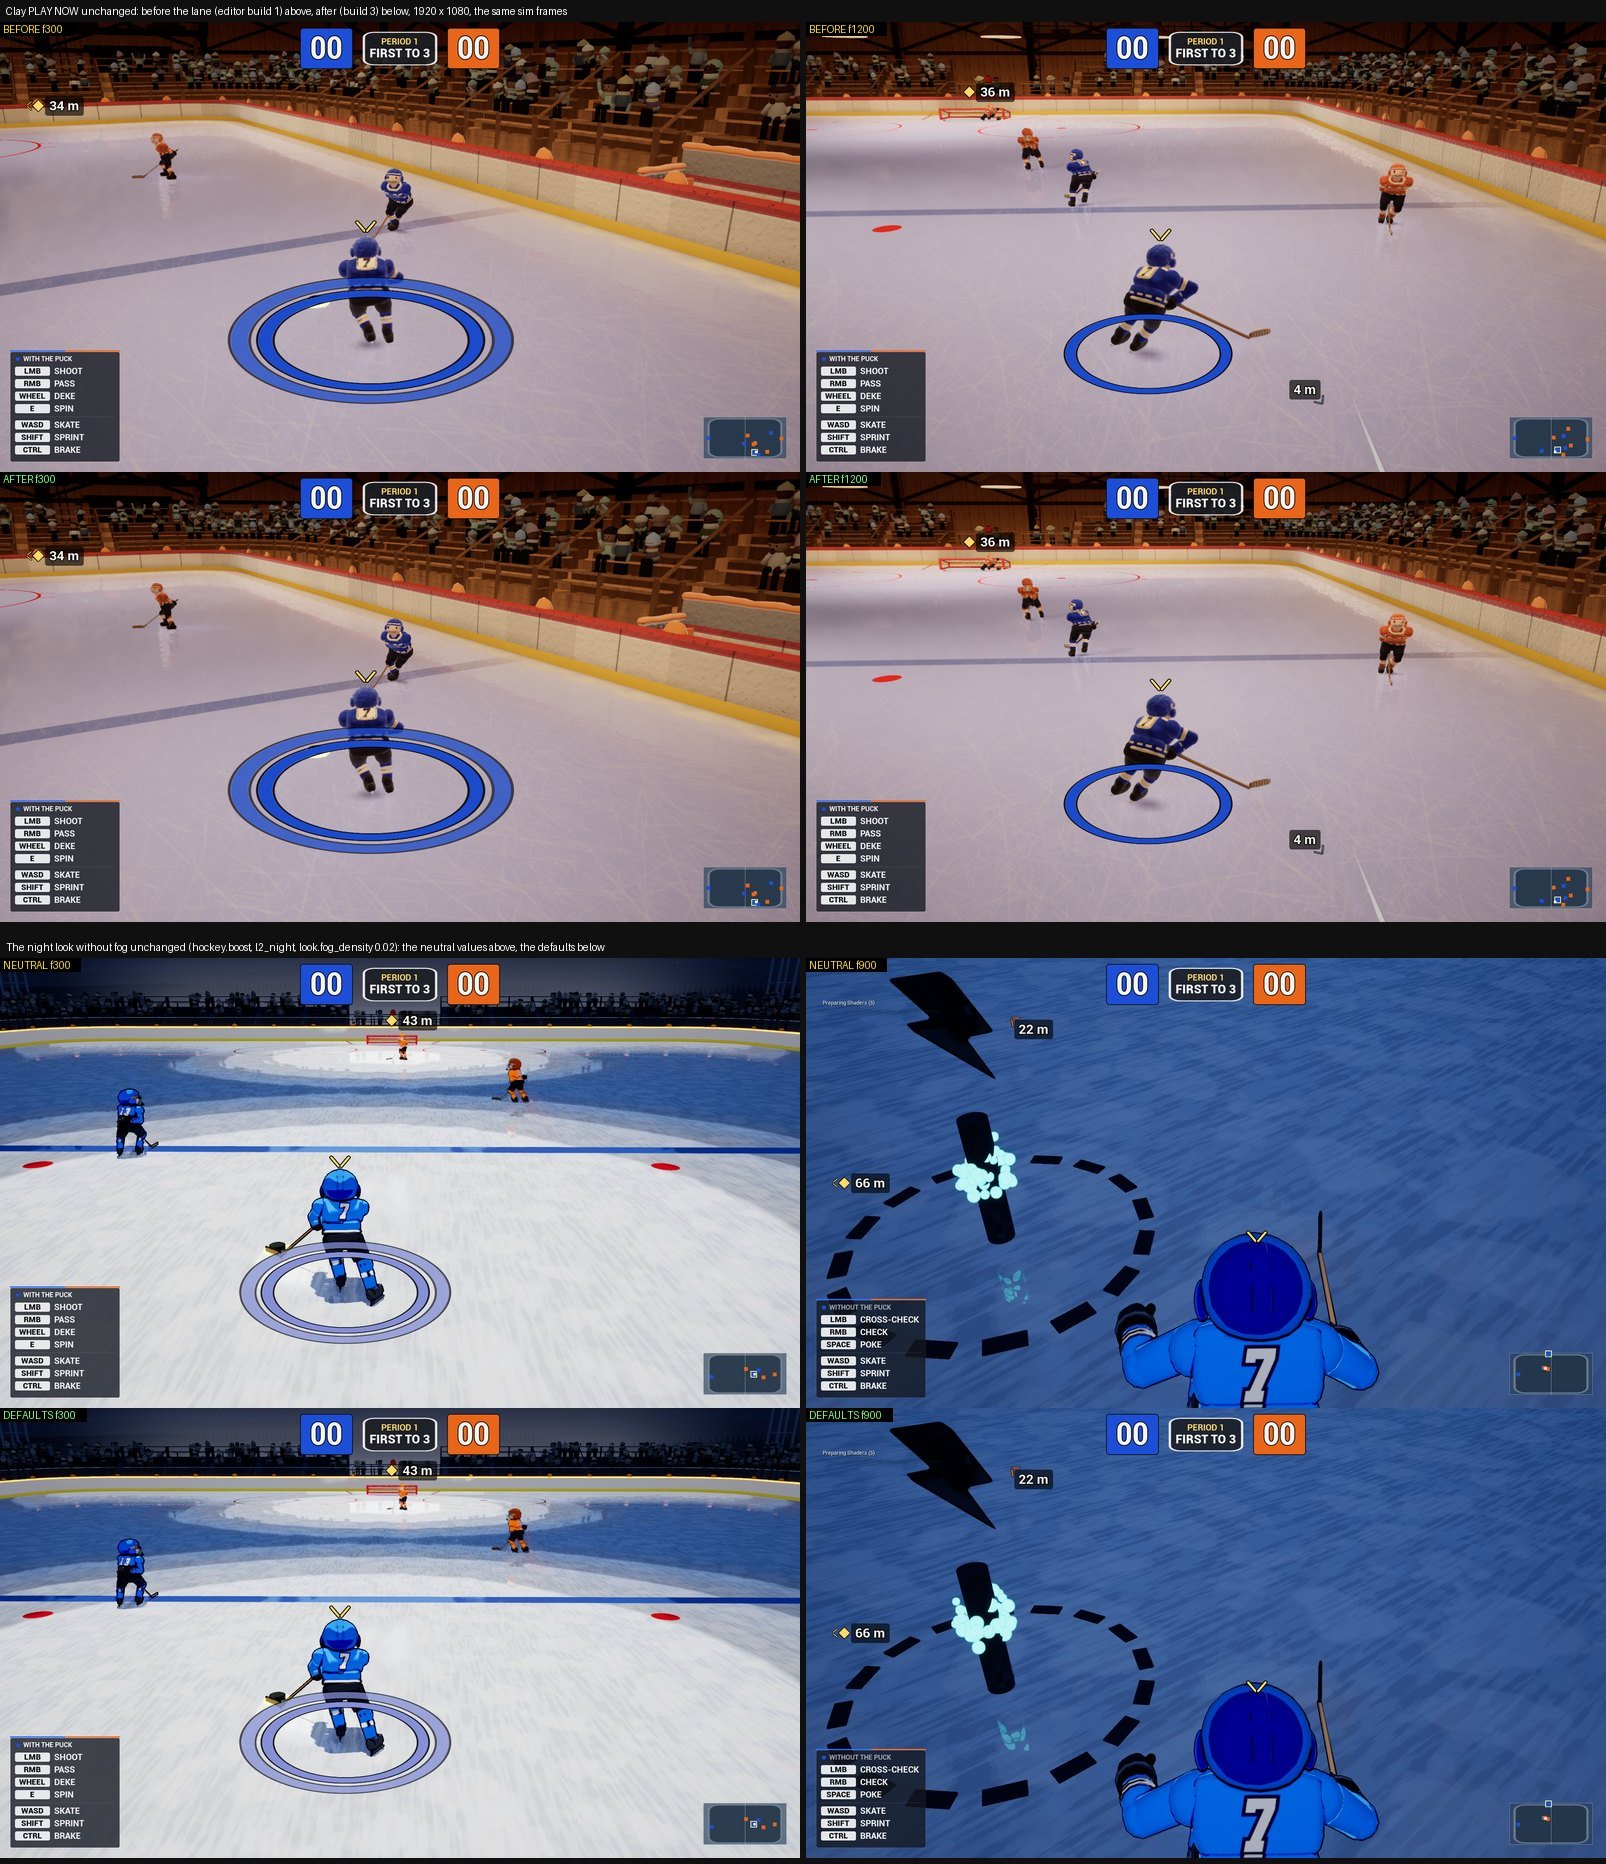 Clay PLAY NOW unchanged: before the lane (editor build 1) above, after (build 3) below, 1920 x 1080, the same sim frames
BEFORE f300
00
PERIOD 1
FIRST TO 3
00
34 m
7
WITH THE PUCK
LMB SHOOT
RMB PASS
WHEEL DEKE
E SPIN
WASD SKATE
SHIFT SPRINT
CTRL BRAKE
BEFORE f1200
00
PERIOD 1
FIRST TO 3
00
36 m
4 m
WITH THE PUCK
LMB SHOOT
RMB PASS
WHEEL DEKE
E SPIN
WASD SKATE
SHIFT SPRINT
CTRL BRAKE
AFTER f300
00
PERIOD 1
FIRST TO 3
00
34 m
7
WITH THE PUCK
LMB SHOOT
RMB PASS
WHEEL DEKE
E SPIN
WASD SKATE
SHIFT SPRINT
CTRL BRAKE
AFTER f1200
00
PERIOD 1
FIRST TO 3
00
36 m
4 m
WITH THE PUCK
LMB SHOOT
RMB PASS
WHEEL DEKE
E SPIN
WASD SKATE
SHIFT SPRINT
CTRL BRAKE
The night look without fog unchanged (hockey.boost, l2_night, look.fog_density 0.02): the neutral values above, the defaults below
NEUTRAL f300
00
PERIOD 1
FIRST TO 3
00
43 m
13
7
WITH THE PUCK
LMB SHOOT
RMB PASS
WHEEL DEKE
E SPIN
WASD SKATE
SHIFT SPRINT
CTRL BRAKE
NEUTRAL f900
00
PERIOD 1
FIRST TO 3
00
Preparing Shaders (5)
22 m
66 m
7
WITHOUT THE PUCK
LMB CROSS-CHECK
RMB CHECK
SPACE POKE
WASD SKATE
SHIFT SPRINT
CTRL BRAKE
DEFAULTS f300
00
PERIOD 1
FIRST TO 3
00
43 m
13
7
WITH THE PUCK
LMB SHOOT
RMB PASS
WHEEL DEKE
E SPIN
WASD SKATE
SHIFT SPRINT
CTRL BRAKE
DEFAULTS f900
00
PERIOD 1
FIRST TO 3
00
Preparing Shaders (5)
22 m
66 m
7
WITHOUT THE PUCK
LMB CROSS-CHECK
RMB CHECK
SPACE POKE
WASD SKATE
SHIFT SPRINT
CTRL BRAKE